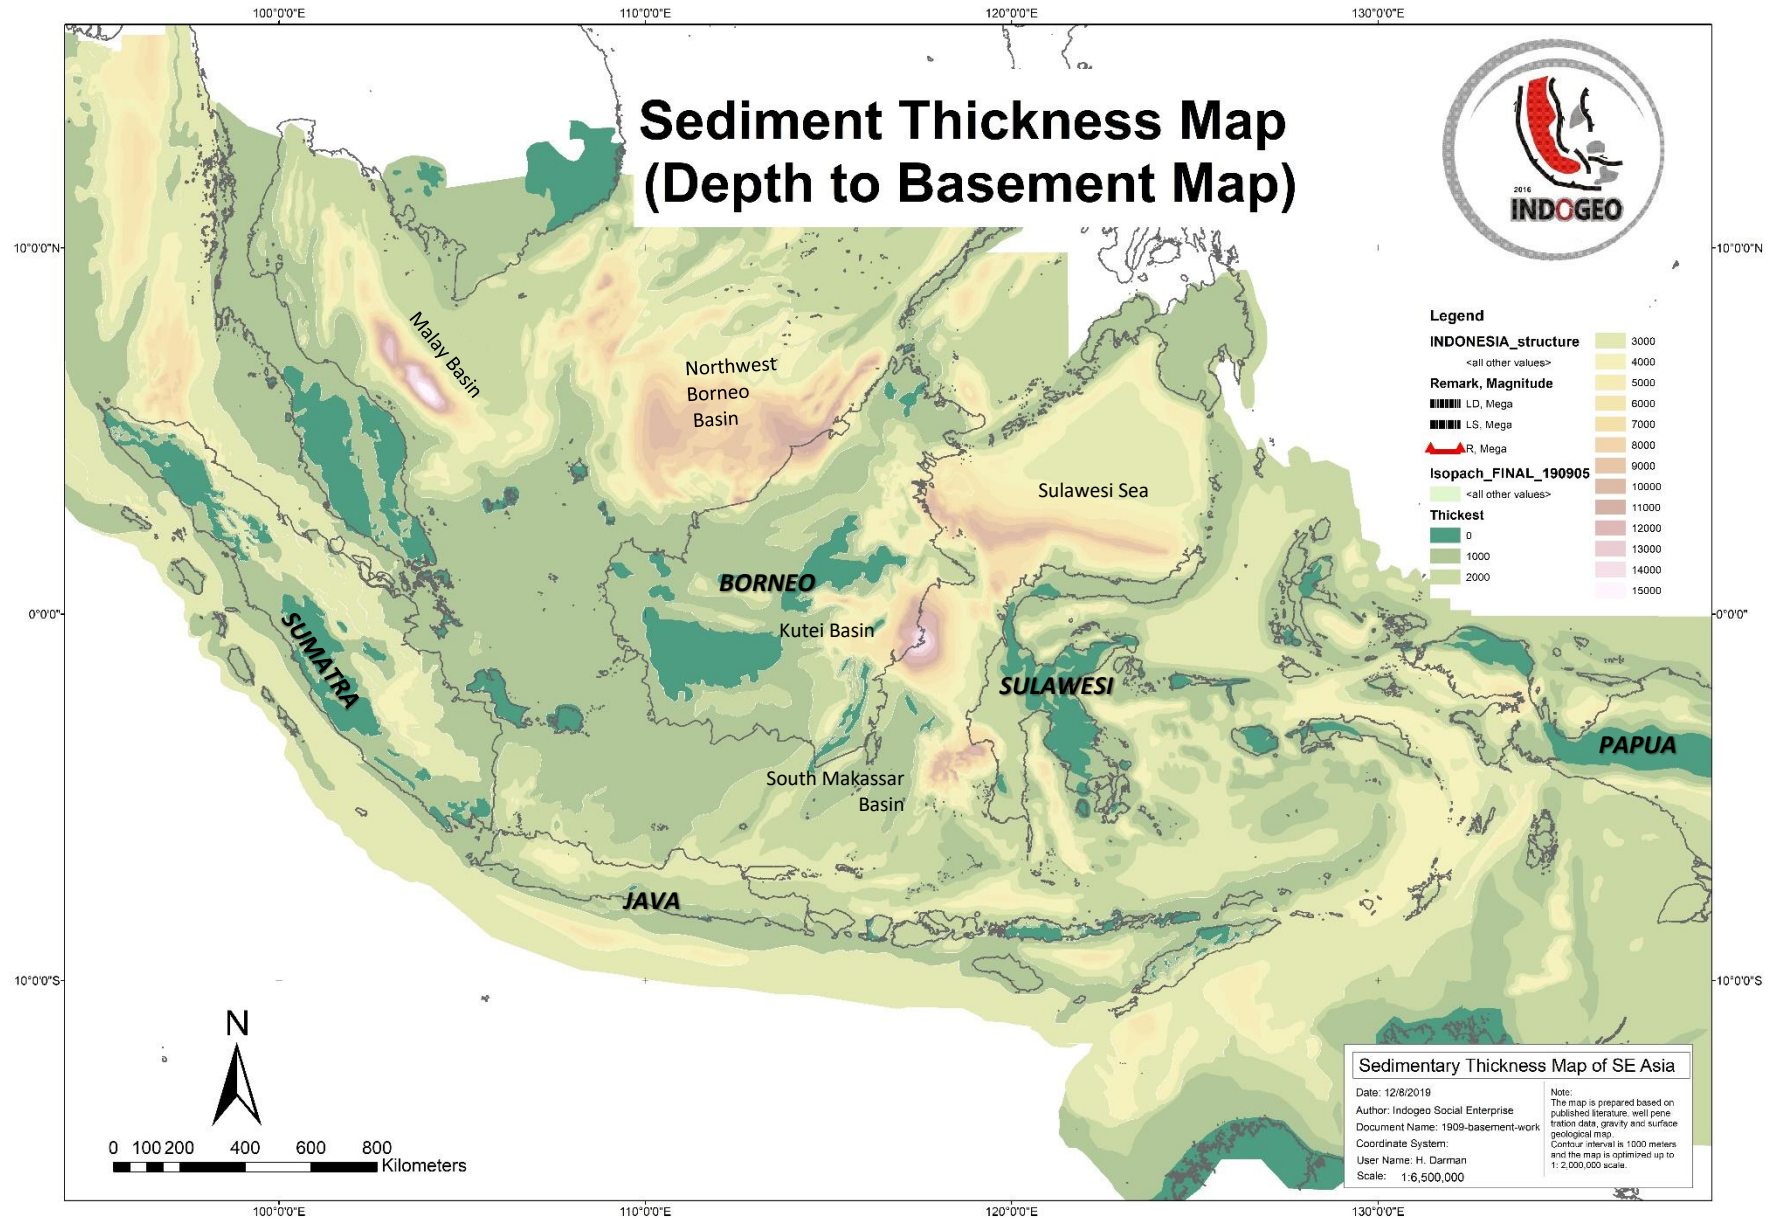 100°0'0"E
110°0'0"E
120°0'0"E
130°0'0"E
Sediment Thickness Map
(Depth to Basement Map)
2016
INDOGEO
10°0'0"N
10°0'0"N
Malay Basin
Northwest
Borneo
Basin
Sulawesi Sea
Legend
INDONESIA_structure
<all other values>
Remark, Magnitude
LD, Mega
LS, Mega
R, Mega
Isopach_FINAL_190905
<all other values>
Thickest
0
1000
2000
3000
4000
5000
6000
7000
8000
9000
10000
11000
12000
13000
14000
15000
BORNEO
0°0'0"
0°0'0"
SUMATRA
Kutei Basin
SULAWESI
PAPUA
South Makassar
Basin
JAVA
10°0'0"S
10°0'0"S
N
0 100 200 400 600 800
Kilometers
Sedimentary Thickness Map of SE Asia
Date: 12/8/2019
Author: Indogeo Social Enterprise
Document Name: 1909-basement-work
Coordinate System:
User Name: H. Darman
Scale: 1:6,500,000
Note:
The map is prepared based on
published literature, well pene
tration data, gravity and surface
geological map.
Contour interval is 1000 meters
and the map is optimized up to
1: 2,000,000 scale.
100°0'0"E
110°0'0"E
120°0'0"E
130°0'0"E